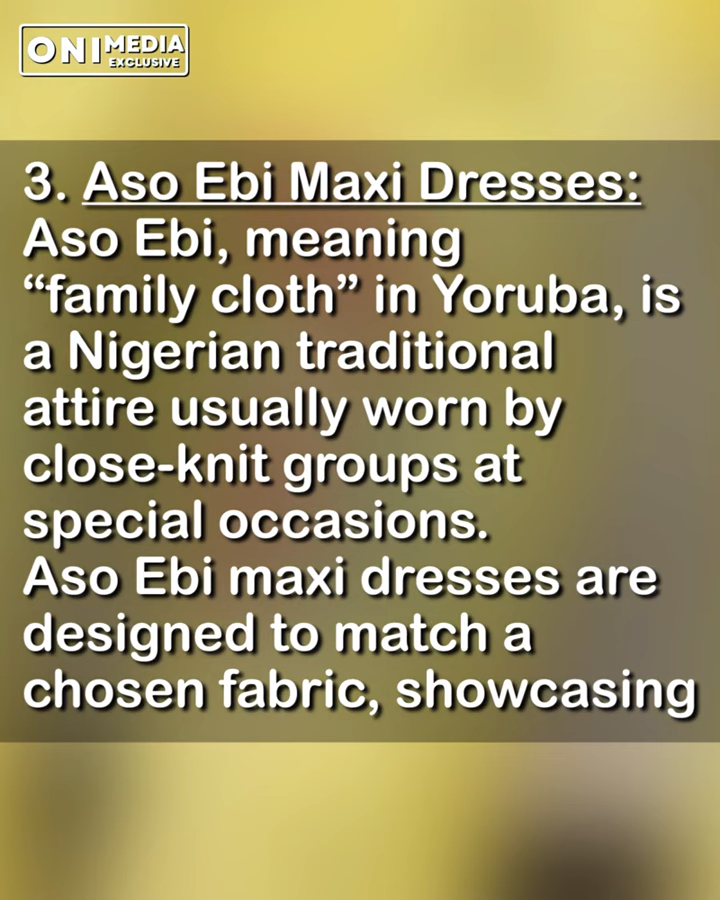 ONI MEDIA
EXCLUSIVE
3. Aso Ebi Maxi Dresses:
Aso Ebi, meaning
“family cloth” in Yoruba, is
a Nigerian traditional
attire usually worn by
close-knit groups at
special occasions.
Aso Ebi maxi dresses are
designed to match a
chosen fabric, showcasing